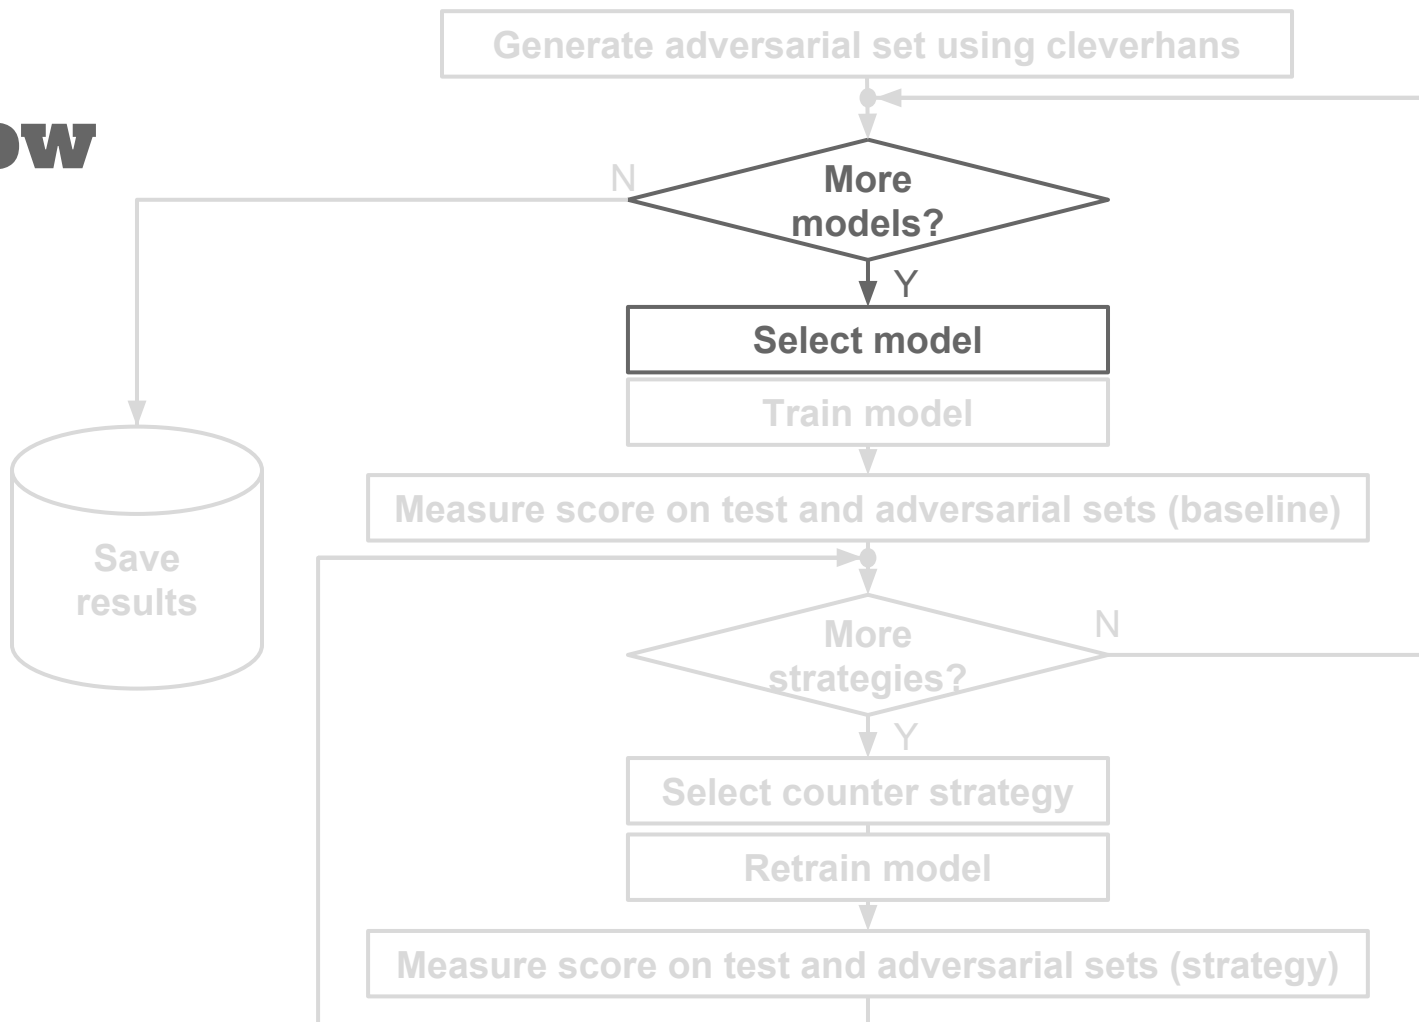 Generate adversarial set using cleverhans
ow
N
More
models?
Y
Select model
Train model
Measure score on test and adversarial sets (baseline)
Save
results
More
strategies?
N
Y
Select counter strategy
Retrain model
Measure score on test and adversarial sets (strategy)